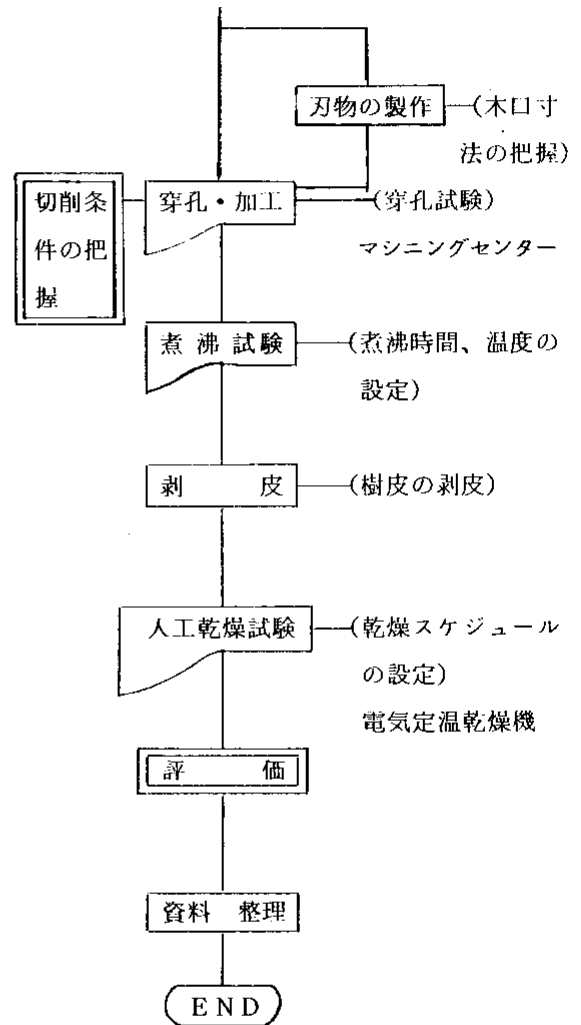 刃物の製作
(木口寸
法の把握)
切削条
件の把
握
穿孔・加工
(穿孔試験)
マシニングセンター
煮沸試験
(煮沸時間、温度の
設定)
剥　　皮
(樹皮の剥皮)
人工乾燥試験
(乾燥スケジュール
の設定)
電気定温乾燥機
評　　価
資料　整理
END